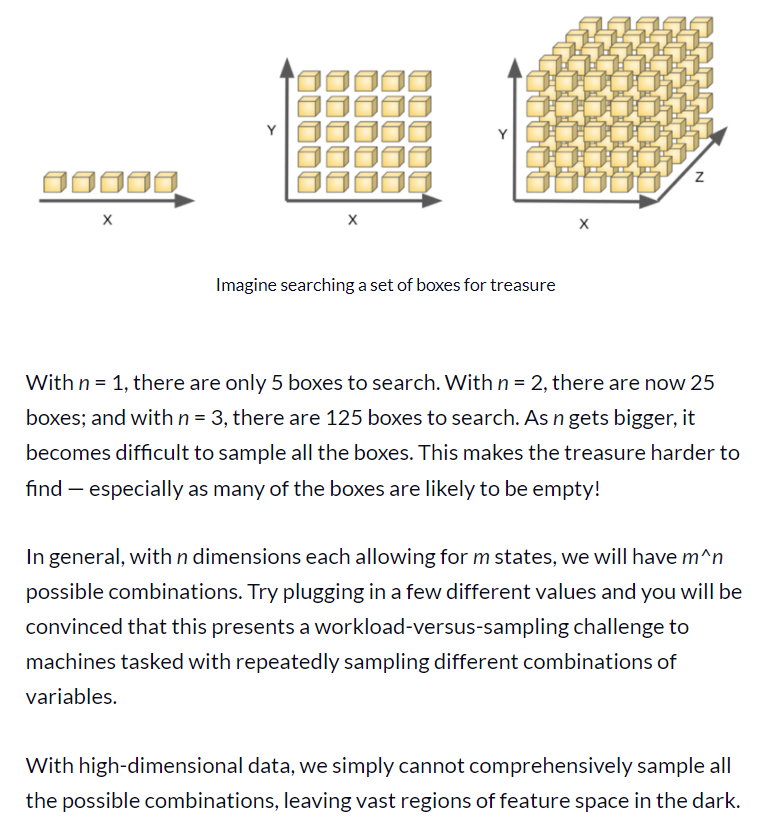 Y
Y
Z
X
X
X
Imagine searching a set of boxes for treasure
With n = 1, there are only 5 boxes to search. With n = 2, there are now 25
boxes; and with n = 3, there are 125 boxes to search. As n gets bigger, it
becomes difficult to sample all the boxes. This makes the treasure harder to
find — especially as many of the boxes are likely to be empty!
In general, with n dimensions each allowing for m states, we will have m^n
possible combinations. Try plugging in a few different values and you will be
convinced that this presents a workload-versus-sampling challenge to
machines tasked with repeatedly sampling different combinations of
variables.
With high-dimensional data, we simply cannot comprehensively sample all
the possible combinations, leaving vast regions of feature space in the dark.